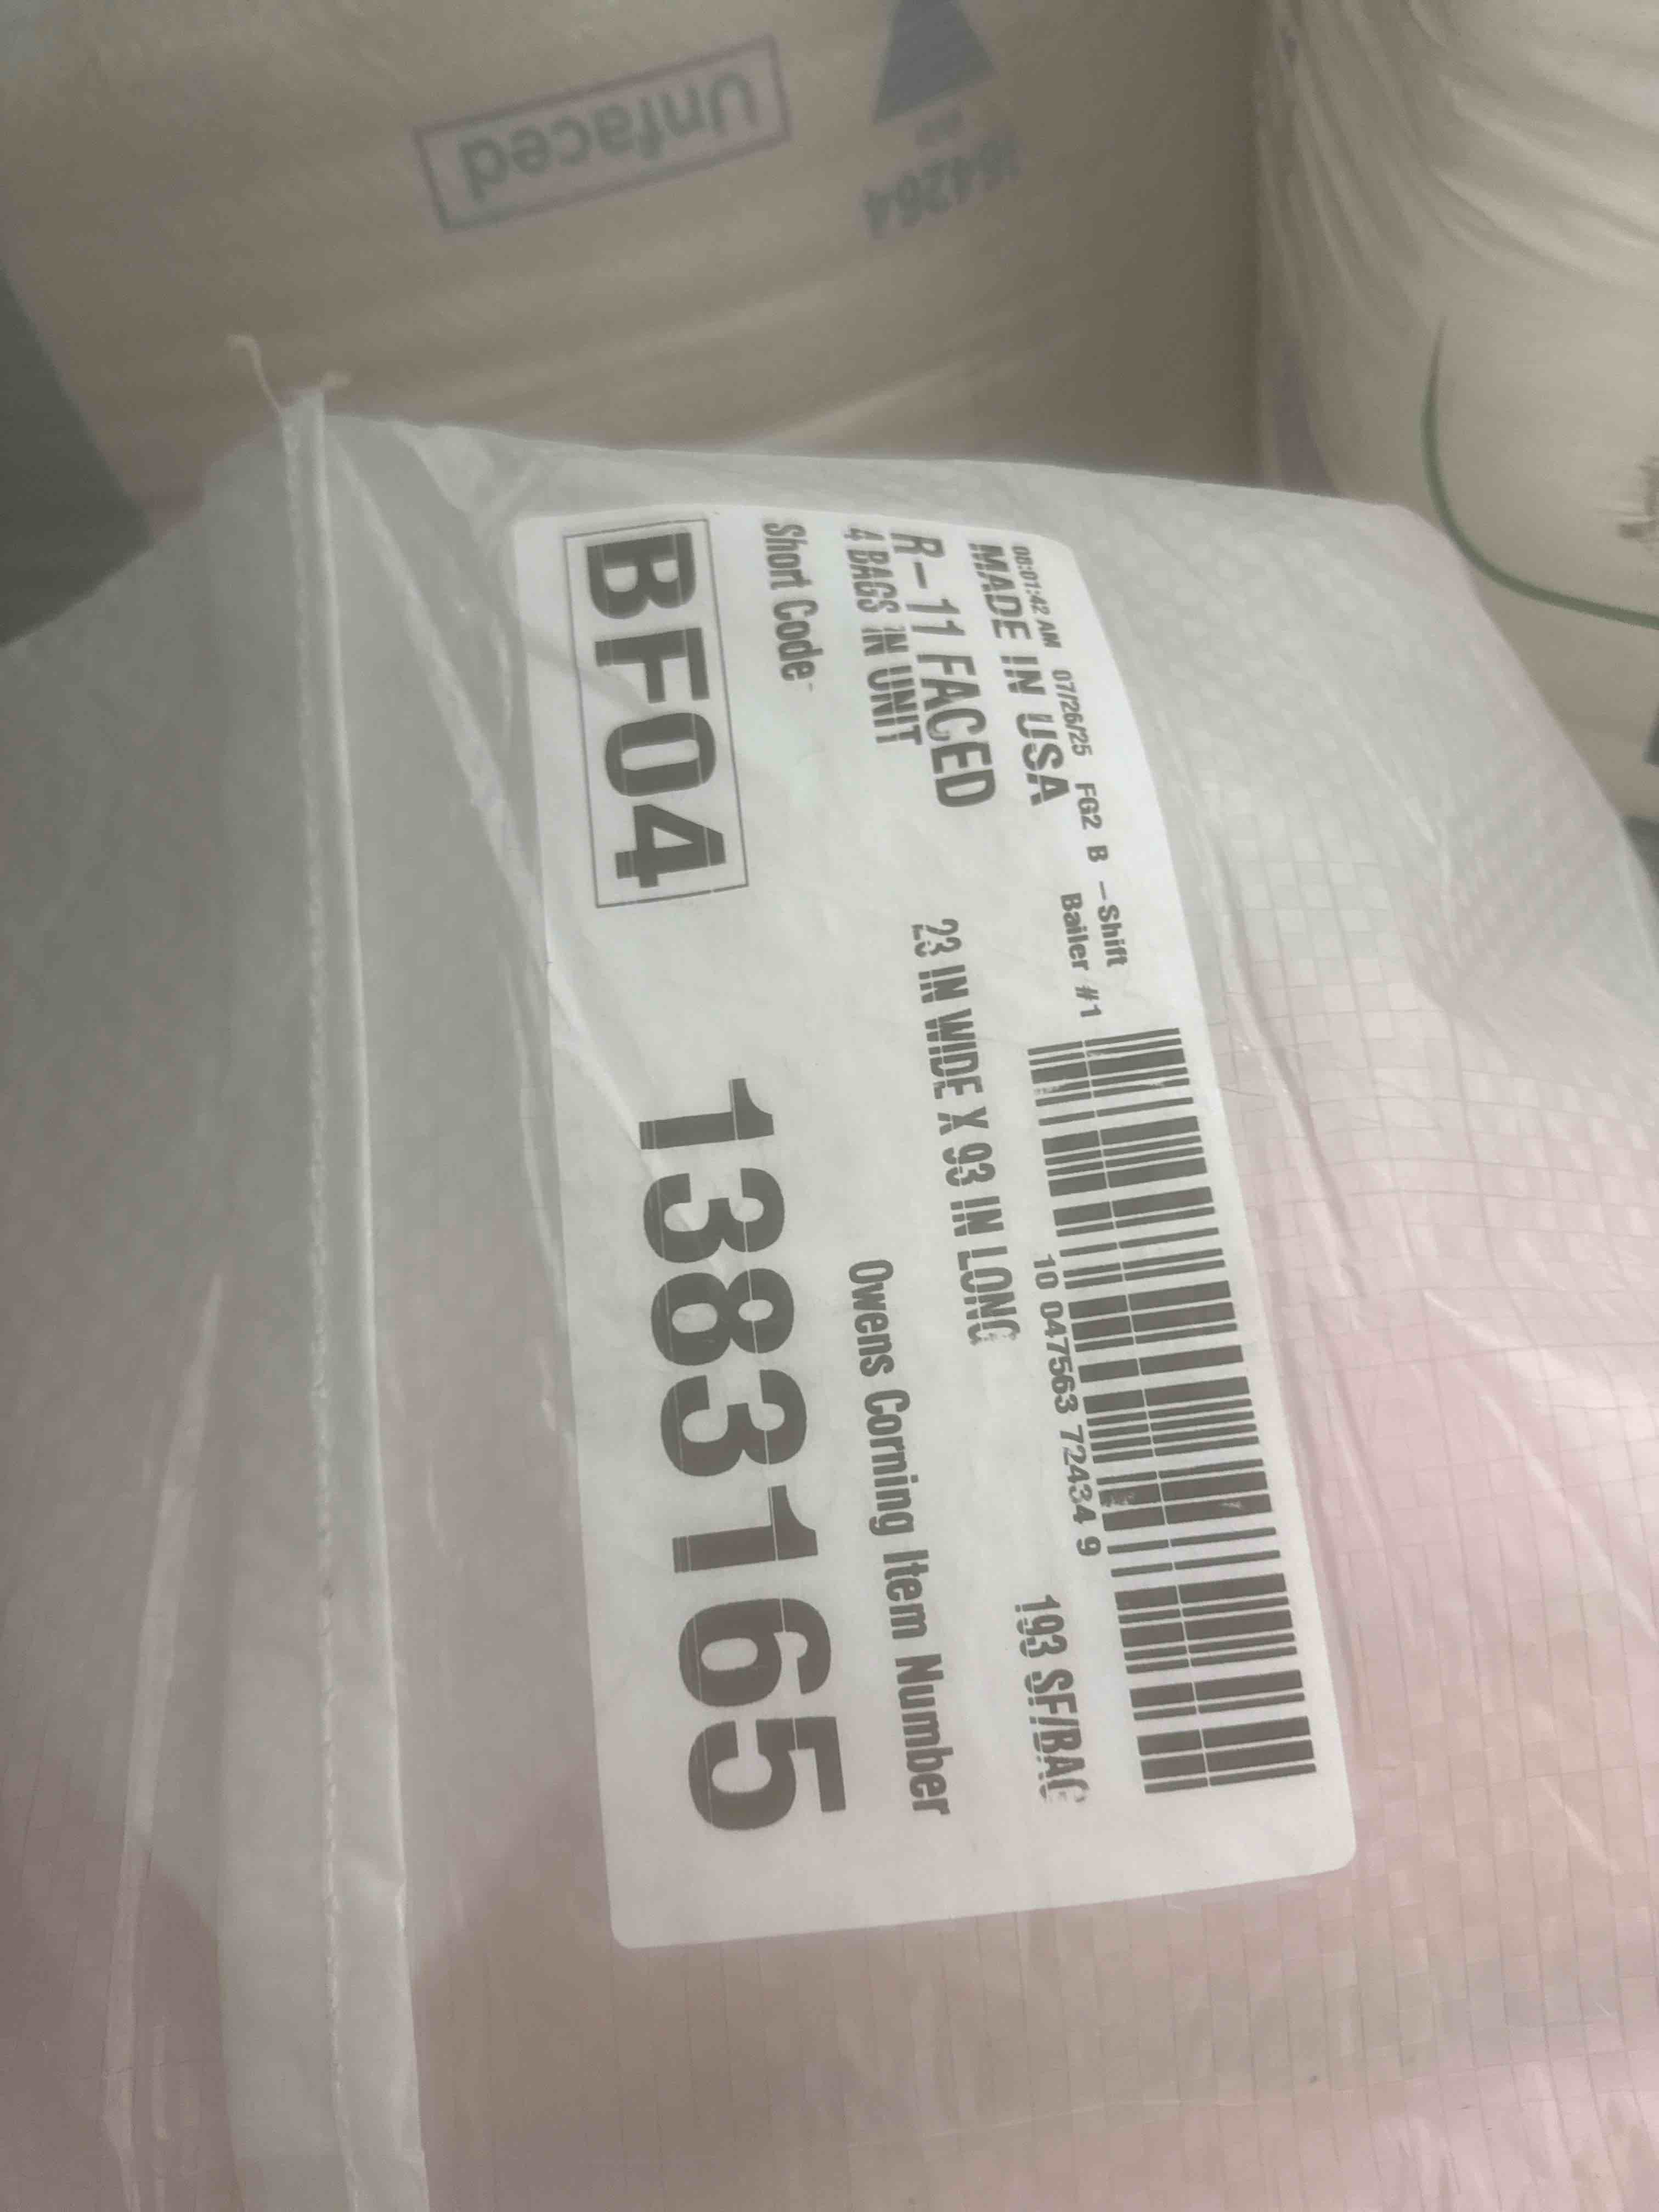 Unfaced
08:01:42 AM 07/26/25 FG2 B -Shift
Bailer #1
MADE IN USA
10 047563 72434 9
R-11 FACED
23 IN WIDE X 93 IN LONG
193 SF/BAG
4 BAGS IN UNIT
Short Code
Owens Corning Item Number
BF04
1383165